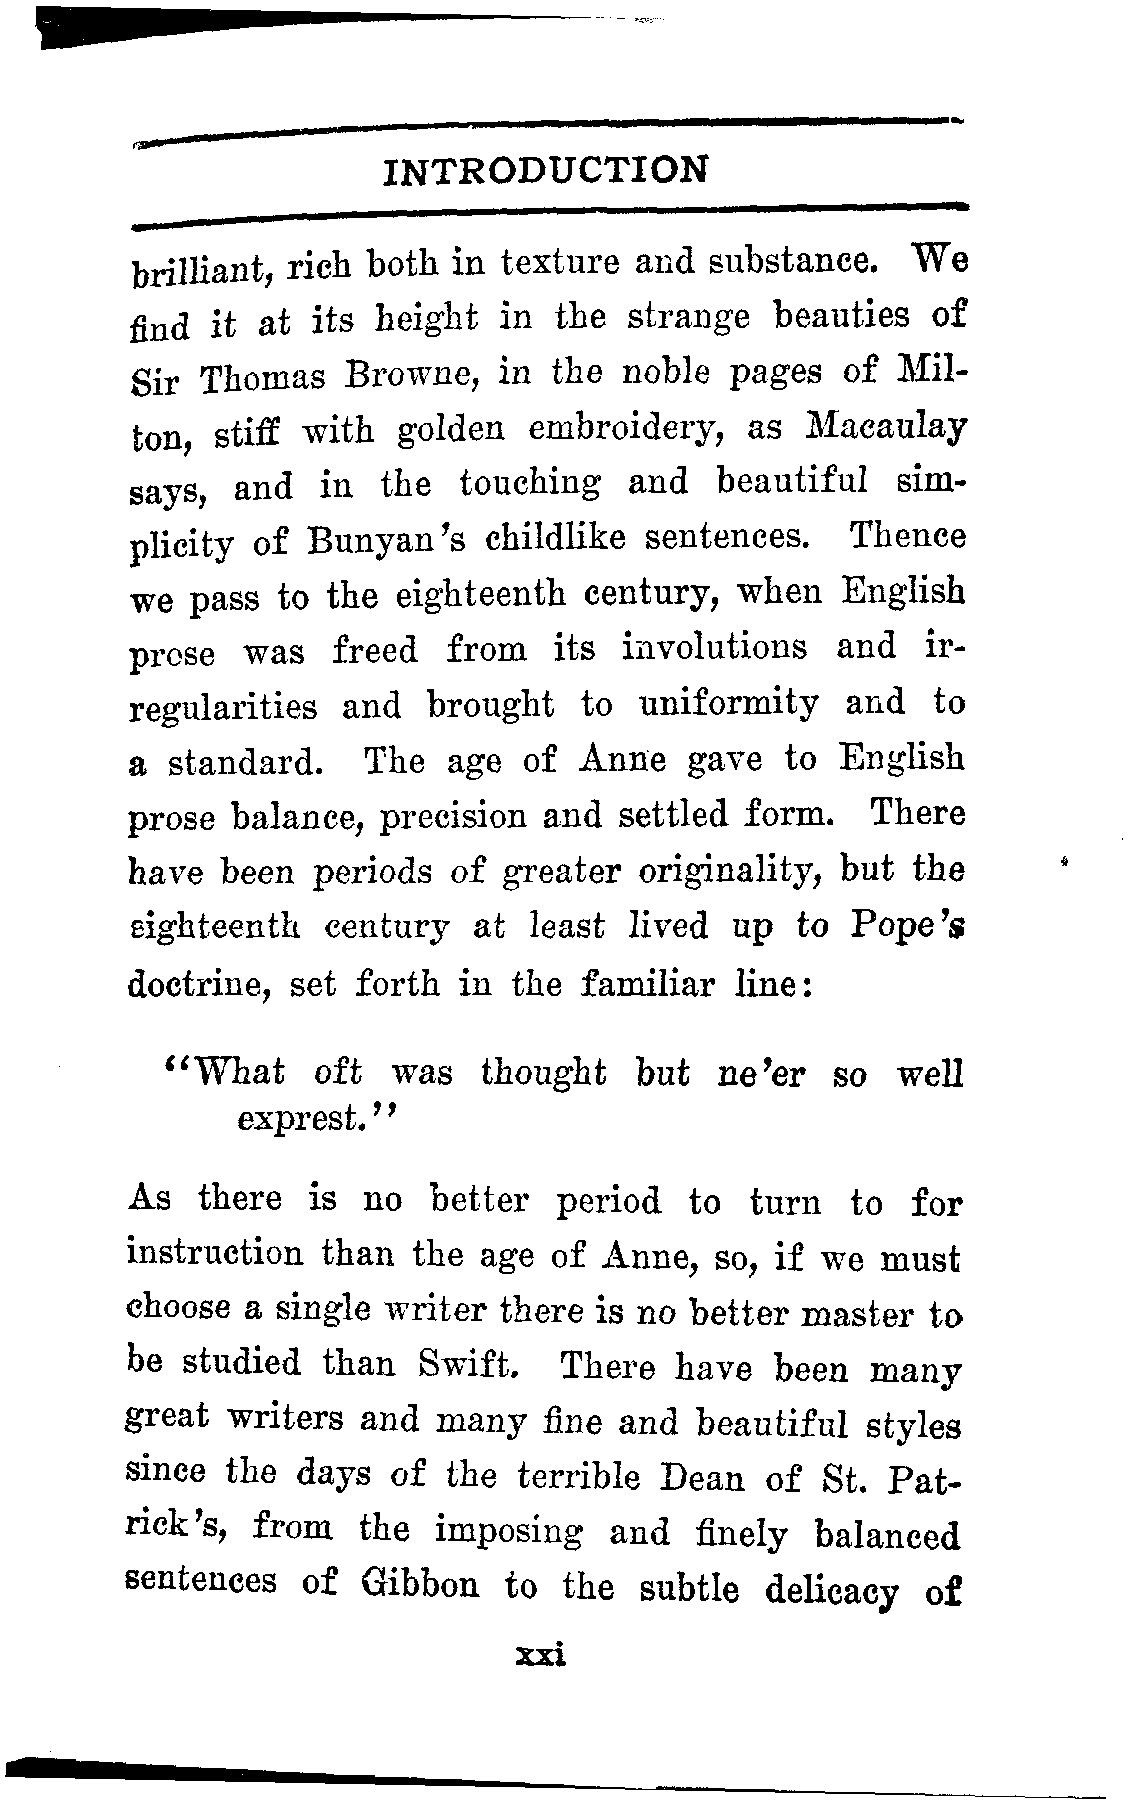 INTRODUCTION
brilliant, rich both in texture and substance. We
find it at its height in the strange beauties of
Sir Thomas Browne, in the noble pages of Mil-
ton, stiff with golden embroidery, as Macaulay
says, and in the touching and beautiful sim-
plicity of Bunyan's childlike sentences. Thence
we pass to the eighteenth century, when English
prose was freed from its involutions and ir-
regularities and brought to uniformity and to
a standard. The age of Anne gave to English
prose balance, precision and settled form. There
have been periods of greater originality, but the
eighteenth century at least lived up to Pope's
doctrine, set forth in the familiar line:
"What oft was thought but ne'er so well
exprest."
As there is no better period to turn to for
instruction than the age of Anne, so, if we must
choose a single writer there is no better master to
be studied than Swift. There have been many
great writers and many fine and beautiful styles
since the days of the terrible Dean of St. Pat-
rick's, from the imposing and finely balanced
sentences of Gibbon to the subtle delicacy of
xxi